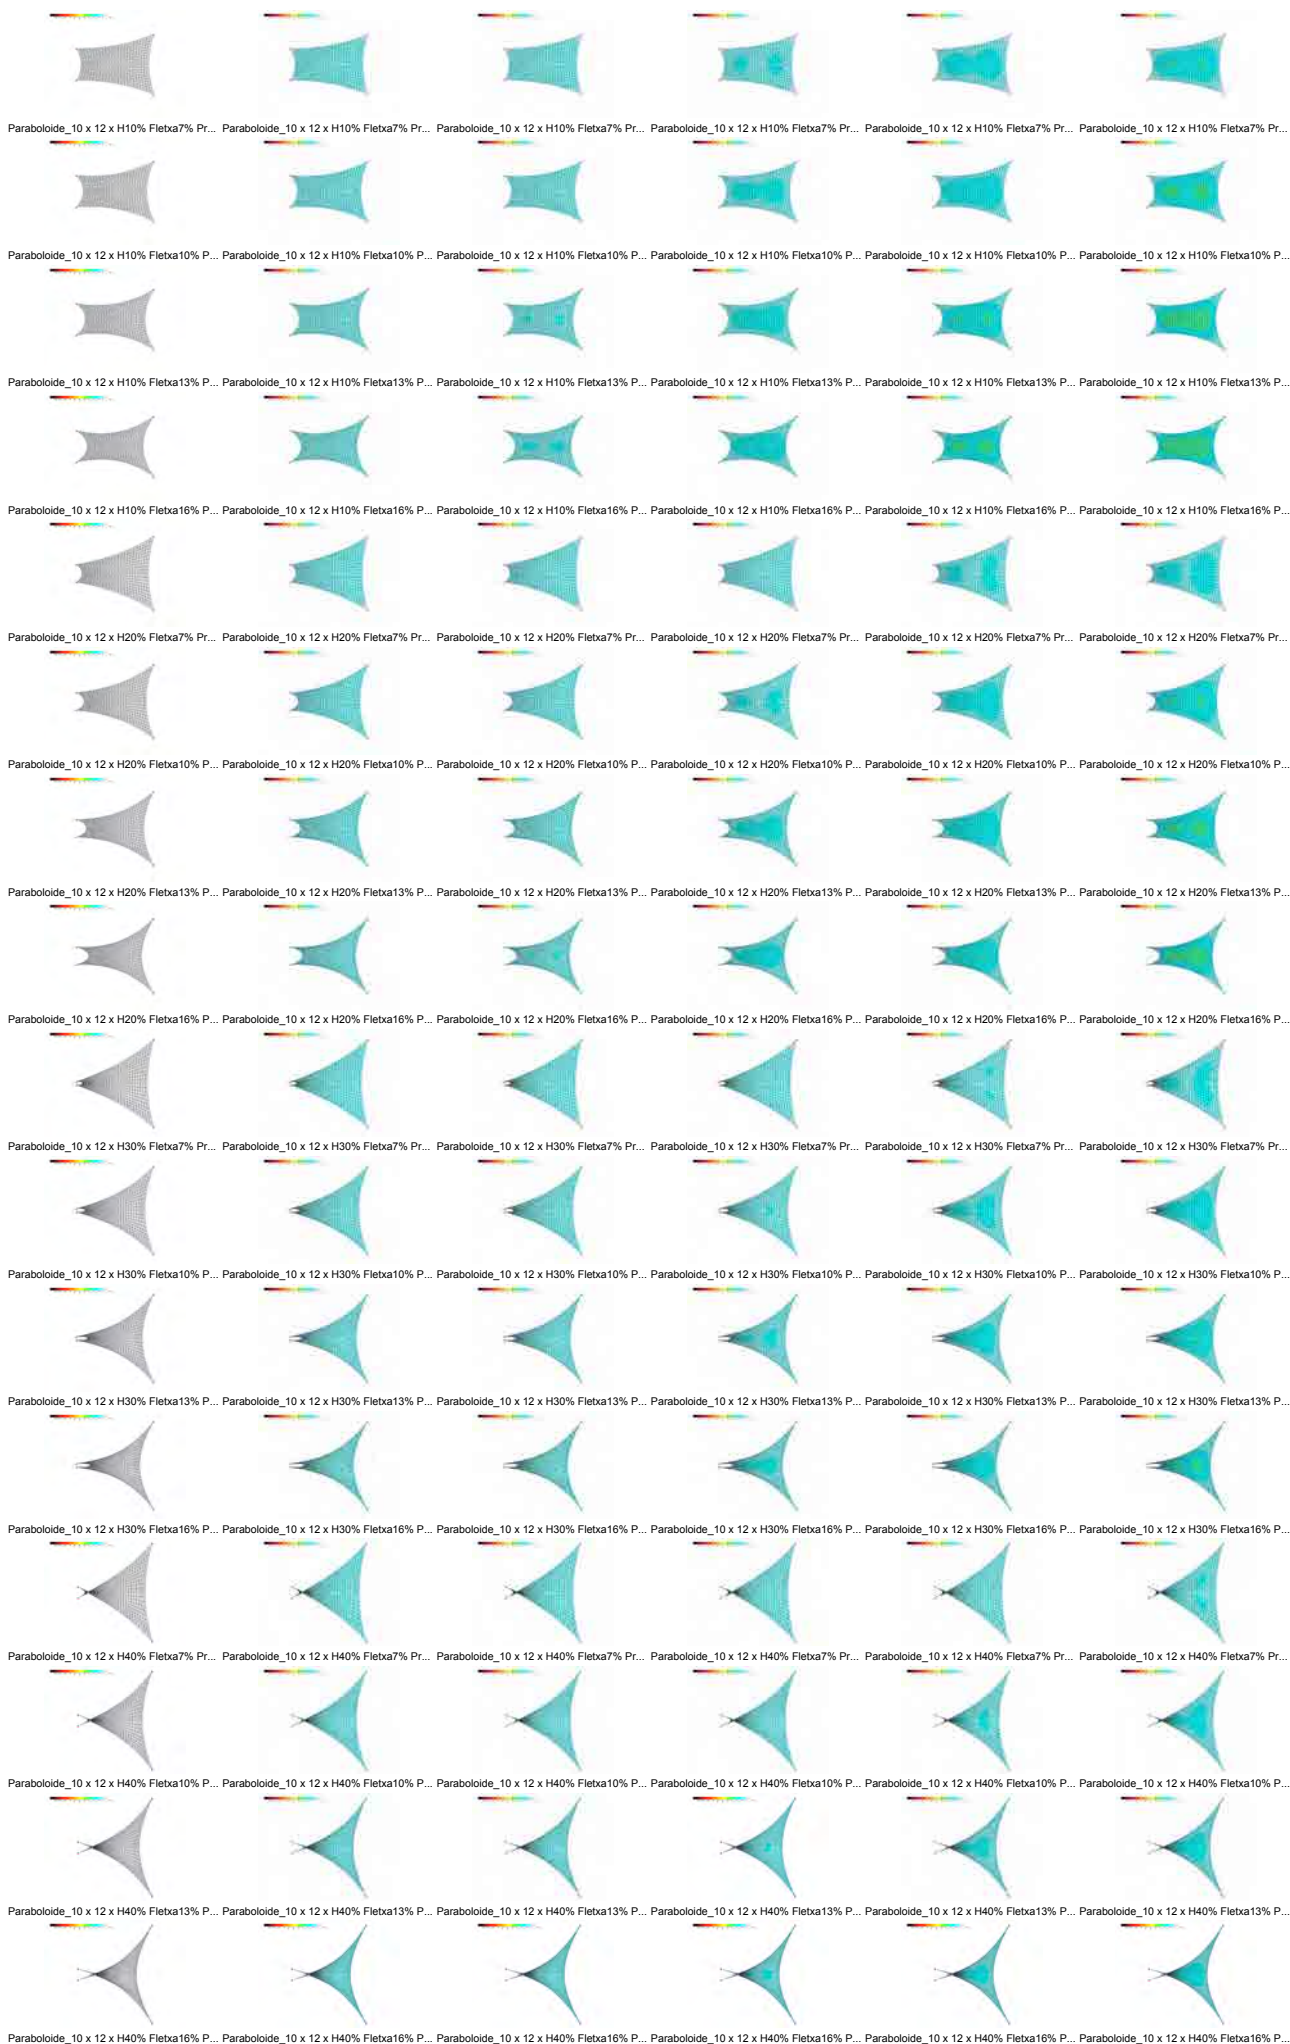 Paraboloide_10 x 12 x H10% Fletxa7% Pr... Paraboloide_10 x 12 x H10% Fletxa7% Pr... Paraboloide_10 x 12 x H10% Fletxa7% Pr... Paraboloide_10 x 12 x H10% Fletxa7% Pr... Paraboloide_10 x 12 x H10% Fletxa7% Pr... Paraboloide_10 x 12 x H10% Fletxa7% Pr...
Paraboloide_10 x 12 x H10% Fletxa10% P... Paraboloide_10 x 12 x H10% Fletxa10% P... Paraboloide_10 x 12 x H10% Fletxa10% P... Paraboloide_10 x 12 x H10% Fletxa10% P... Paraboloide_10 x 12 x H10% Fletxa10% P... Paraboloide_10 x 12 x H10% Fletxa10% P...
Paraboloide_10 x 12 x H10% Fletxa13% P... Paraboloide_10 x 12 x H10% Fletxa13% P... Paraboloide_10 x 12 x H10% Fletxa13% P... Paraboloide_10 x 12 x H10% Fletxa13% P... Paraboloide_10 x 12 x H10% Fletxa13% P... Paraboloide_10 x 12 x H10% Fletxa13% P...
Paraboloide_10 x 12 x H10% Fletxa16% P... Paraboloide_10 x 12 x H10% Fletxa16% P... Paraboloide_10 x 12 x H10% Fletxa16% P... Paraboloide_10 x 12 x H10% Fletxa16% P... Paraboloide_10 x 12 x H10% Fletxa16% P... Paraboloide_10 x 12 x H10% Fletxa16% P...
Paraboloide_10 x 12 x H20% Fletxa7% Pr... Paraboloide_10 x 12 x H20% Fletxa7% Pr... Paraboloide_10 x 12 x H20% Fletxa7% Pr... Paraboloide_10 x 12 x H20% Fletxa7% Pr... Paraboloide_10 x 12 x H20% Fletxa7% Pr... Paraboloide_10 x 12 x H20% Fletxa7% Pr...
Paraboloide_10 x 12 x H20% Fletxa10% P... Paraboloide_10 x 12 x H20% Fletxa10% P... Paraboloide_10 x 12 x H20% Fletxa10% P... Paraboloide_10 x 12 x H20% Fletxa10% P... Paraboloide_10 x 12 x H20% Fletxa10% P... Paraboloide_10 x 12 x H20% Fletxa10% P...
Paraboloide_10 x 12 x H20% Fletxa13% P... Paraboloide_10 x 12 x H20% Fletxa13% P... Paraboloide_10 x 12 x H20% Fletxa13% P... Paraboloide_10 x 12 x H20% Fletxa13% P... Paraboloide_10 x 12 x H20% Fletxa13% P... Paraboloide_10 x 12 x H20% Fletxa13% P...
Paraboloide_10 x 12 x H20% Fletxa16% P... Paraboloide_10 x 12 x H20% Fletxa16% P... Paraboloide_10 x 12 x H20% Fletxa16% P... Paraboloide_10 x 12 x H20% Fletxa16% P... Paraboloide_10 x 12 x H20% Fletxa16% P... Paraboloide_10 x 12 x H20% Fletxa16% P...
Paraboloide_10 x 12 x H30% Fletxa7% Pr... Paraboloide_10 x 12 x H30% Fletxa7% Pr... Paraboloide_10 x 12 x H30% Fletxa7% Pr... Paraboloide_10 x 12 x H30% Fletxa7% Pr... Paraboloide_10 x 12 x H30% Fletxa7% Pr... Paraboloide_10 x 12 x H30% Fletxa7% Pr...
Paraboloide_10 x 12 x H30% Fletxa10% P... Paraboloide_10 x 12 x H30% Fletxa10% P... Paraboloide_10 x 12 x H30% Fletxa10% P... Paraboloide_10 x 12 x H30% Fletxa10% P... Paraboloide_10 x 12 x H30% Fletxa10% P... Paraboloide_10 x 12 x H30% Fletxa10% P...
Paraboloide_10 x 12 x H30% Fletxa13% P... Paraboloide_10 x 12 x H30% Fletxa13% P... Paraboloide_10 x 12 x H30% Fletxa13% P... Paraboloide_10 x 12 x H30% Fletxa13% P... Paraboloide_10 x 12 x H30% Fletxa13% P... Paraboloide_10 x 12 x H30% Fletxa13% P...
Paraboloide_10 x 12 x H30% Fletxa16% P... Paraboloide_10 x 12 x H30% Fletxa16% P... Paraboloide_10 x 12 x H30% Fletxa16% P... Paraboloide_10 x 12 x H30% Fletxa16% P... Paraboloide_10 x 12 x H30% Fletxa16% P... Paraboloide_10 x 12 x H30% Fletxa16% P...
Paraboloide_10 x 12 x H40% Fletxa7% Pr... Paraboloide_10 x 12 x H40% Fletxa7% Pr... Paraboloide_10 x 12 x H40% Fletxa7% Pr... Paraboloide_10 x 12 x H40% Fletxa7% Pr... Paraboloide_10 x 12 x H40% Fletxa7% Pr... Paraboloide_10 x 12 x H40% Fletxa7% Pr...
Paraboloide_10 x 12 x H40% Fletxa10% P... Paraboloide_10 x 12 x H40% Fletxa10% P... Paraboloide_10 x 12 x H40% Fletxa10% P... Paraboloide_10 x 12 x H40% Fletxa10% P... Paraboloide_10 x 12 x H40% Fletxa10% P... Paraboloide_10 x 12 x H40% Fletxa10% P...
Paraboloide_10 x 12 x H40% Fletxa13% P... Paraboloide_10 x 12 x H40% Fletxa13% P... Paraboloide_10 x 12 x H40% Fletxa13% P... Paraboloide_10 x 12 x H40% Fletxa13% P... Paraboloide_10 x 12 x H40% Fletxa13% P... Paraboloide_10 x 12 x H40% Fletxa13% P...
Paraboloide_10 x 12 x H40% Fletxa16% P... Paraboloide_10 x 12 x H40% Fletxa16% P... Paraboloide_10 x 12 x H40% Fletxa16% P... Paraboloide_10 x 12 x H40% Fletxa16% P... Paraboloide_10 x 12 x H40% Fletxa16% P... Paraboloide_10 x 12 x H40% Fletxa16% P...